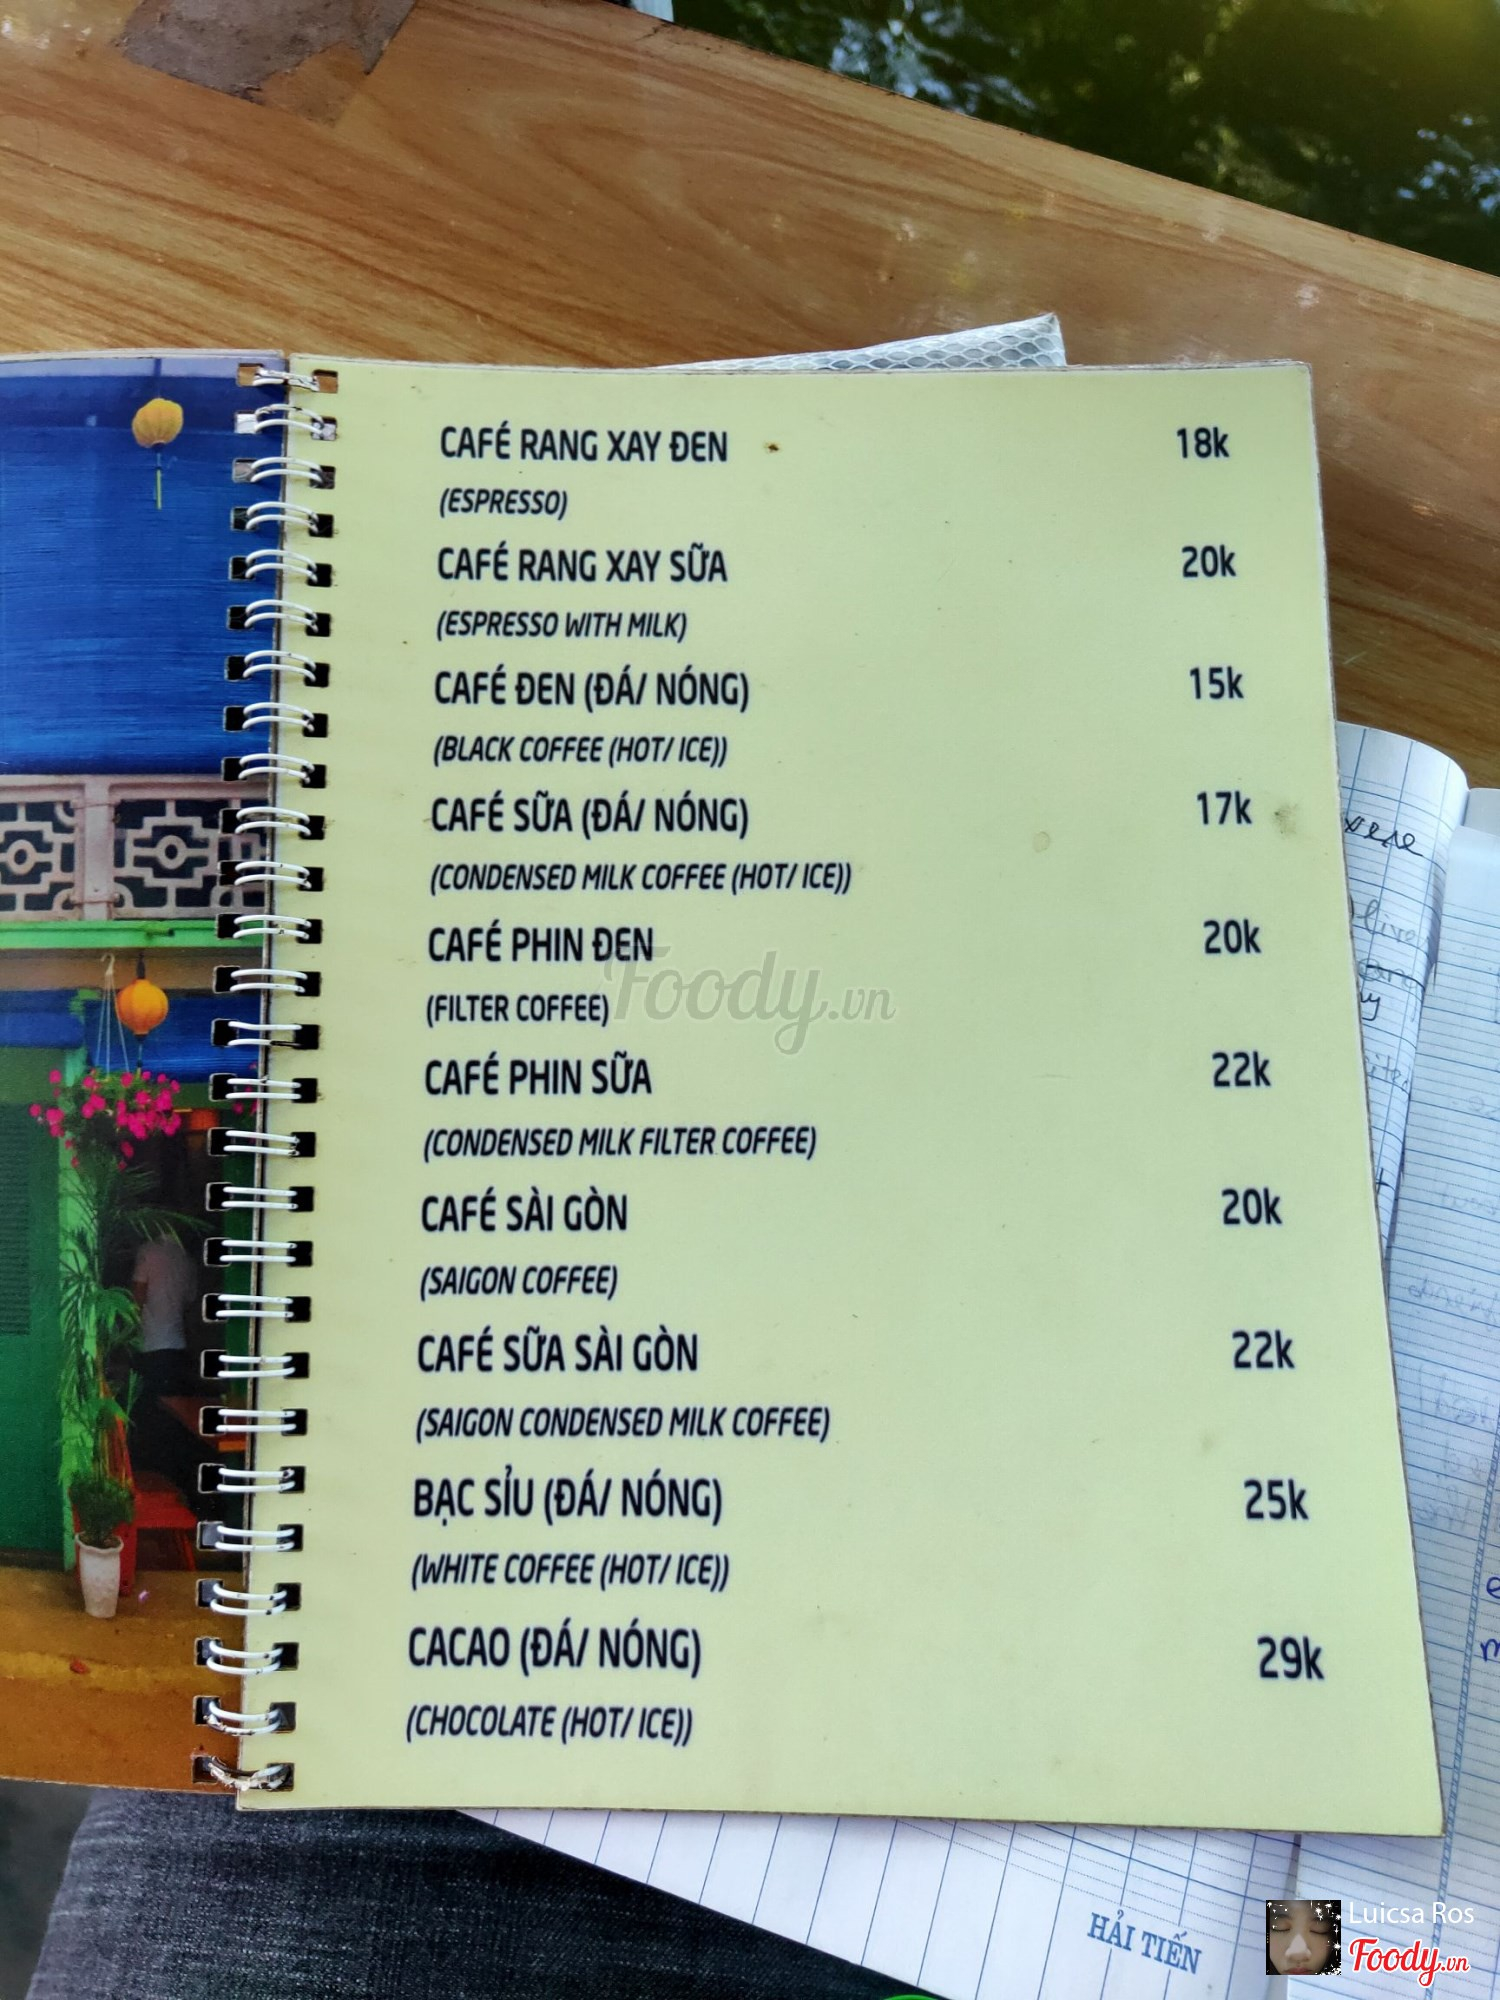 CAFÉ RANG XAY ĐEN 18k
(ESPRESSO)
CAFÉ RANG XAY SỮA 20k
(ESPRESSO WITH MILK)
CAFÉ ĐEN (ĐÁ/ NÓNG) 15k
(BLACK COFFEE (HOT/ ICE))
CAFÉ SỮA (ĐÁ/ NÓNG) 17k
(CONDENSED MILK COFFEE (HOT/ ICE))
CAFÉ PHIN ĐEN 20k
(FILTER COFFEE)
Foody.vn
CAFÉ PHIN SỮA 22k
(CONDENSED MILK FILTER COFFEE)
CAFÉ SÀI GÒN 20k
(SAIGON COFFEE)
CAFÉ SỮA SÀI GÒN 22k
(SAIGON CONDENSED MILK COFFEE)
BẠC SỈU (ĐÁ/ NÓNG) 25k
(WHITE COFFEE (HOT/ ICE))
CACAO (ĐÁ/ NÓNG) 29k
(CHOCOLATE (HOT/ ICE))
HẢI TIẾN
Luicsa Ros
Foody.vn